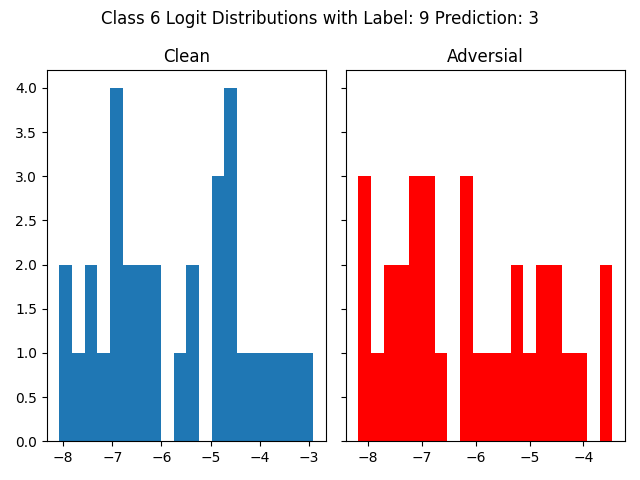 Class 6 Logit Distributions with Label: 9 Prediction: 3
Clean
Adversial
4.0
3.5
3.0
2.5
2.0
1.5
1.0
0.5
0.0
−8 −7 −6 −5 −4 −3
−8 −7 −6 −5 −4